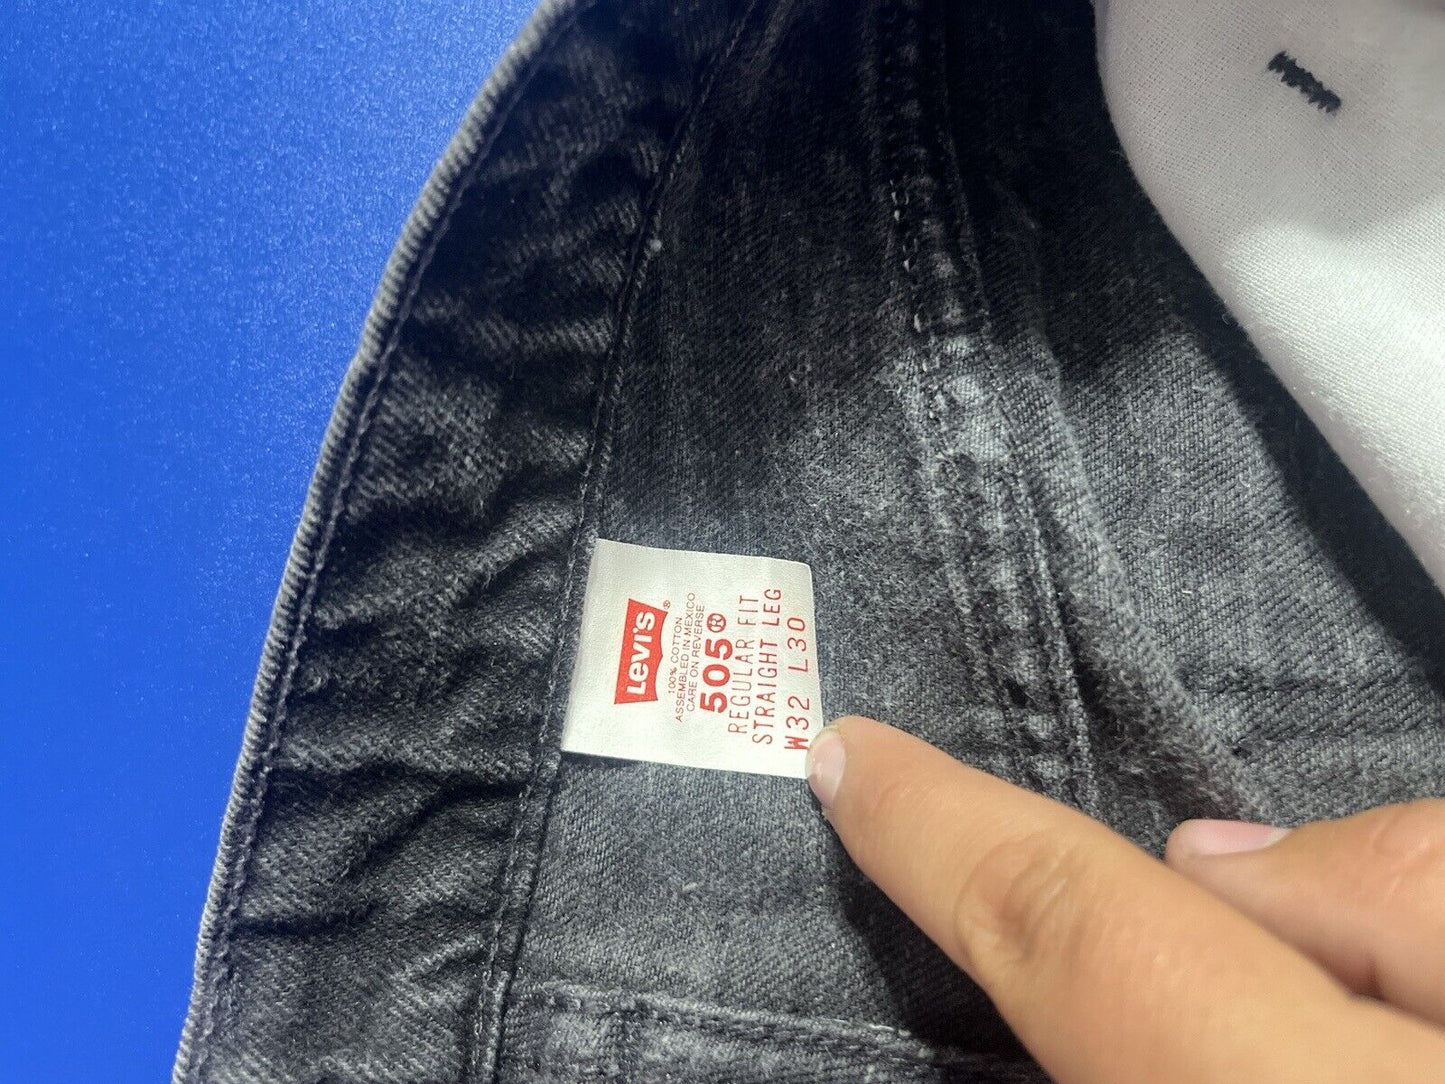 Levi's®
100% COTTON
ASSEMBLED IN MEXICO
CARE ON REVERSE
505®
REGULAR FIT
STRAIGHT LEG
W32 L30